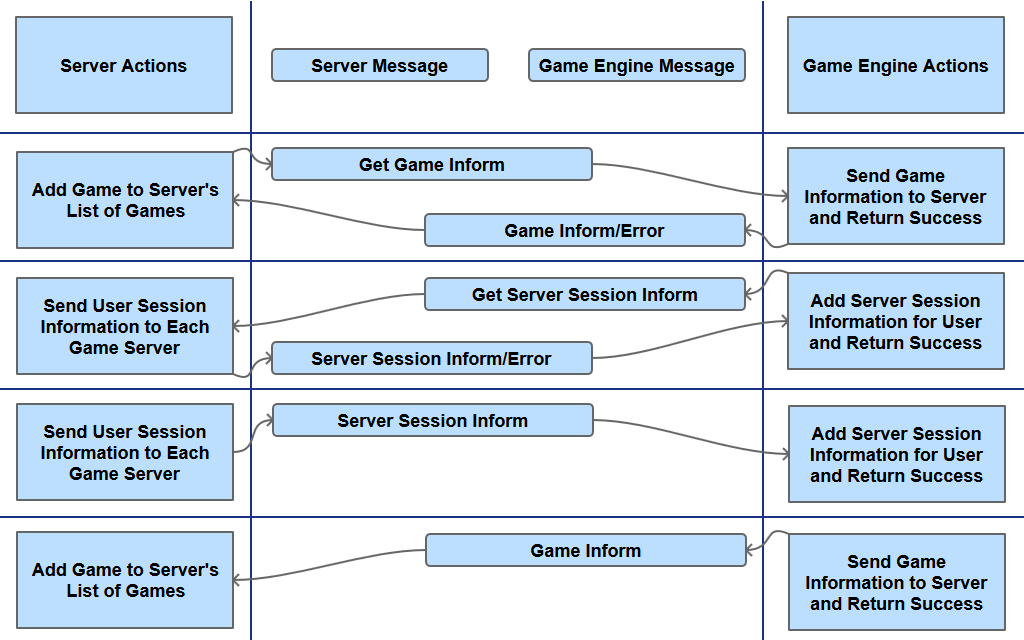 Server Actions
Server Message
Game Engine Message
Game Engine Actions
Add Game to Server's
List of Games
Get Game Inform
Game Inform/Error
Send Game
Information to Server
and Return Success
Send User Session
Information to Each
Game Server
Get Server Session Inform
Server Session Inform/Error
Add Server Session
Information for User
and Return Success
Send User Session
Information to Each
Game Server
Server Session Inform
Add Server Session
Information for User
and Return Success
Add Game to Server's
List of Games
Game Inform
Send Game
Information to Server
and Return Success